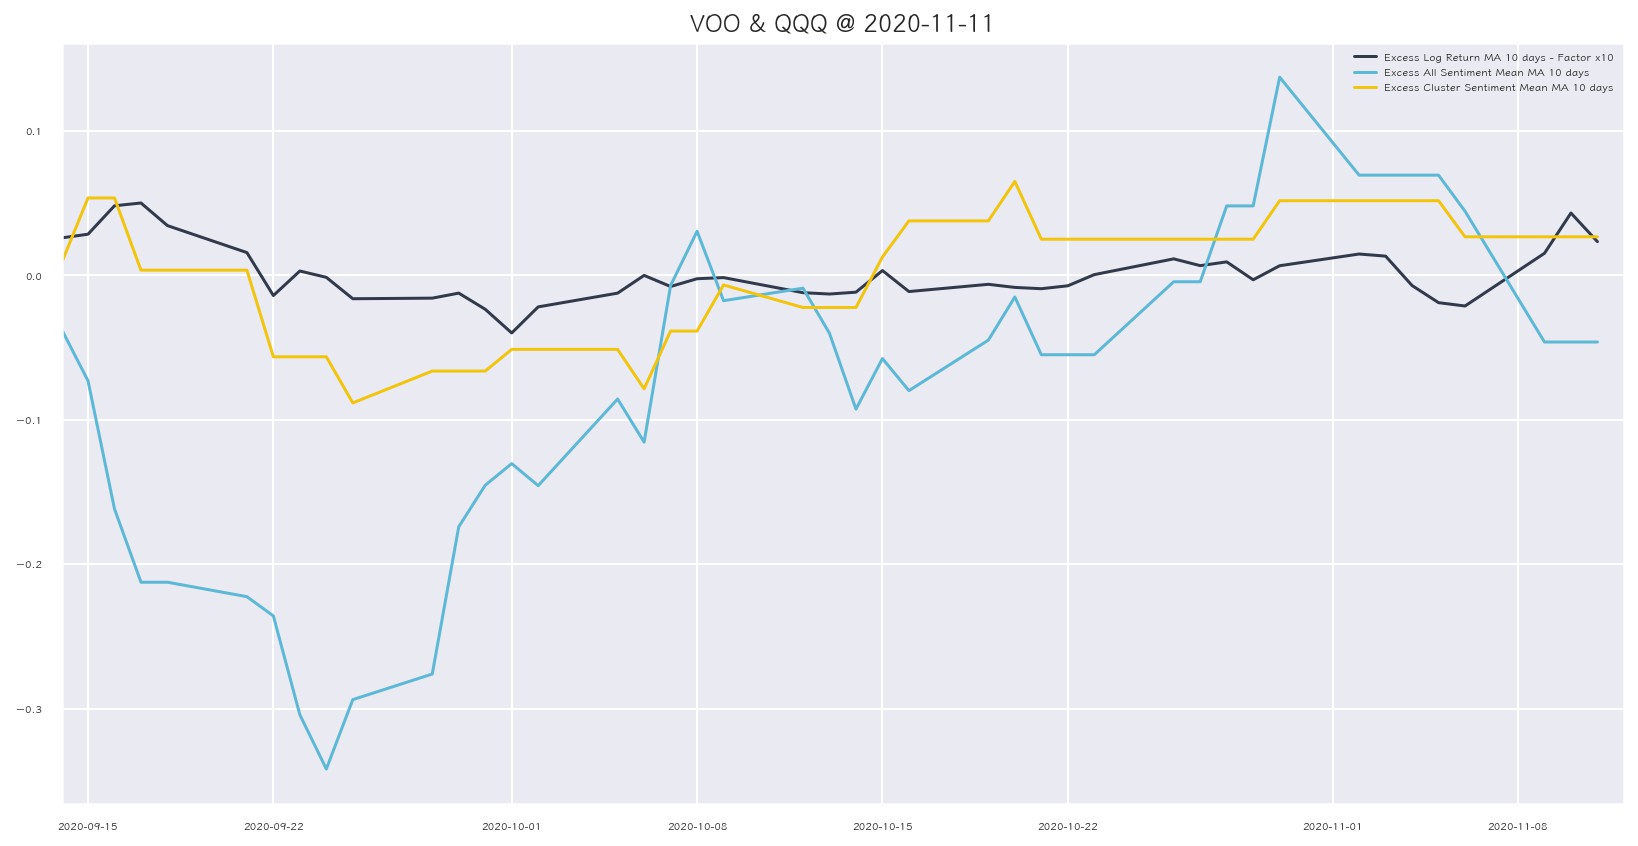 VOO & QQQ @ 2020-11-11
Excess Log Return MA 10 days - Factor x10
Excess All Sentiment Mean MA 10 days
Excess Cluster Sentiment Mean MA 10 days
0.1
0.0
−0.1
−0.2
−0.3
2020-09-15 2020-09-22 2020-10-01 2020-10-08 2020-10-15 2020-10-22 2020-11-01 2020-11-08